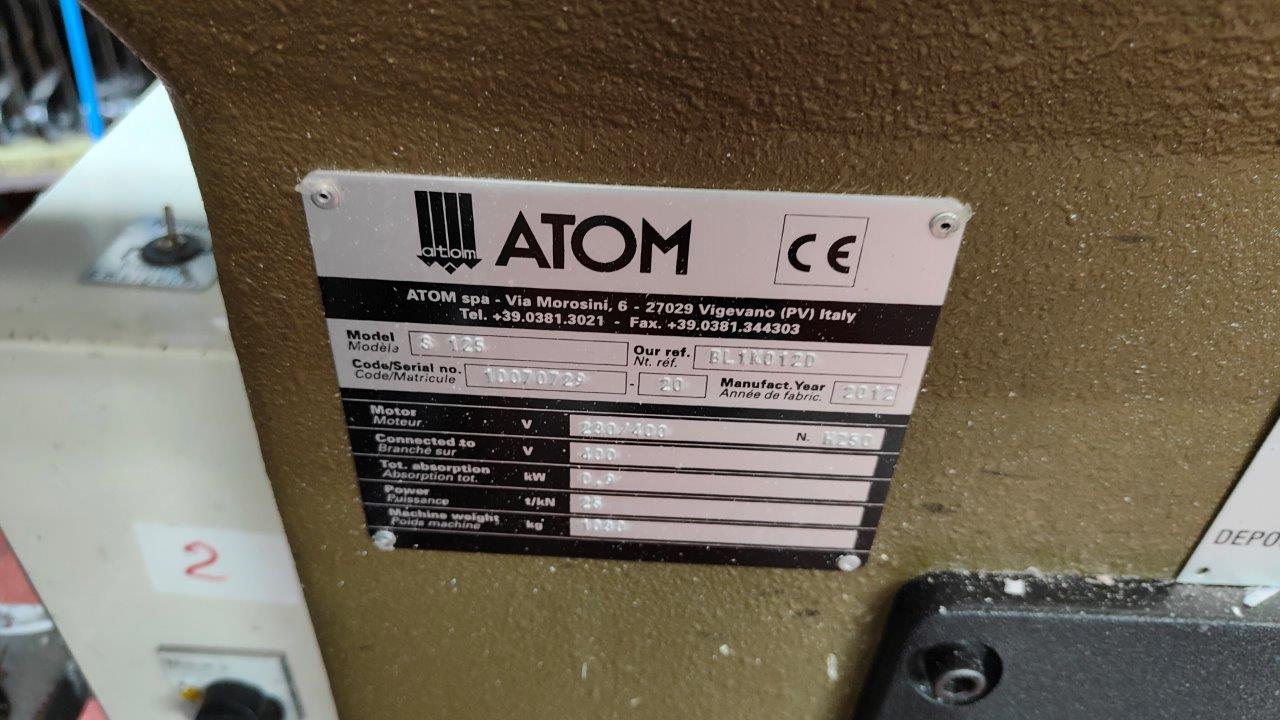 atom ATOM CE
ATOM spa - Via Morosini, 6 - 27029 Vigevano (PV) Italy
Tel. +39.0381.3021 - Fax. +39.0381.344303
Model
Modèle S 125 Our ref.
Nt. réf. BL1K012D
Code/Serial no.
Code/Matricule 10070729 - 20 Manufact. Year
Année de fabric. 2012
Motor
Moteur V 230/400 N. HZ50
Connected to
Branché sur V 400
Tot. absorption
Absorption tot. kW 0.9
Power
Puissance t/kN 25
Machine weight
Poids machine kg
2
DEPO